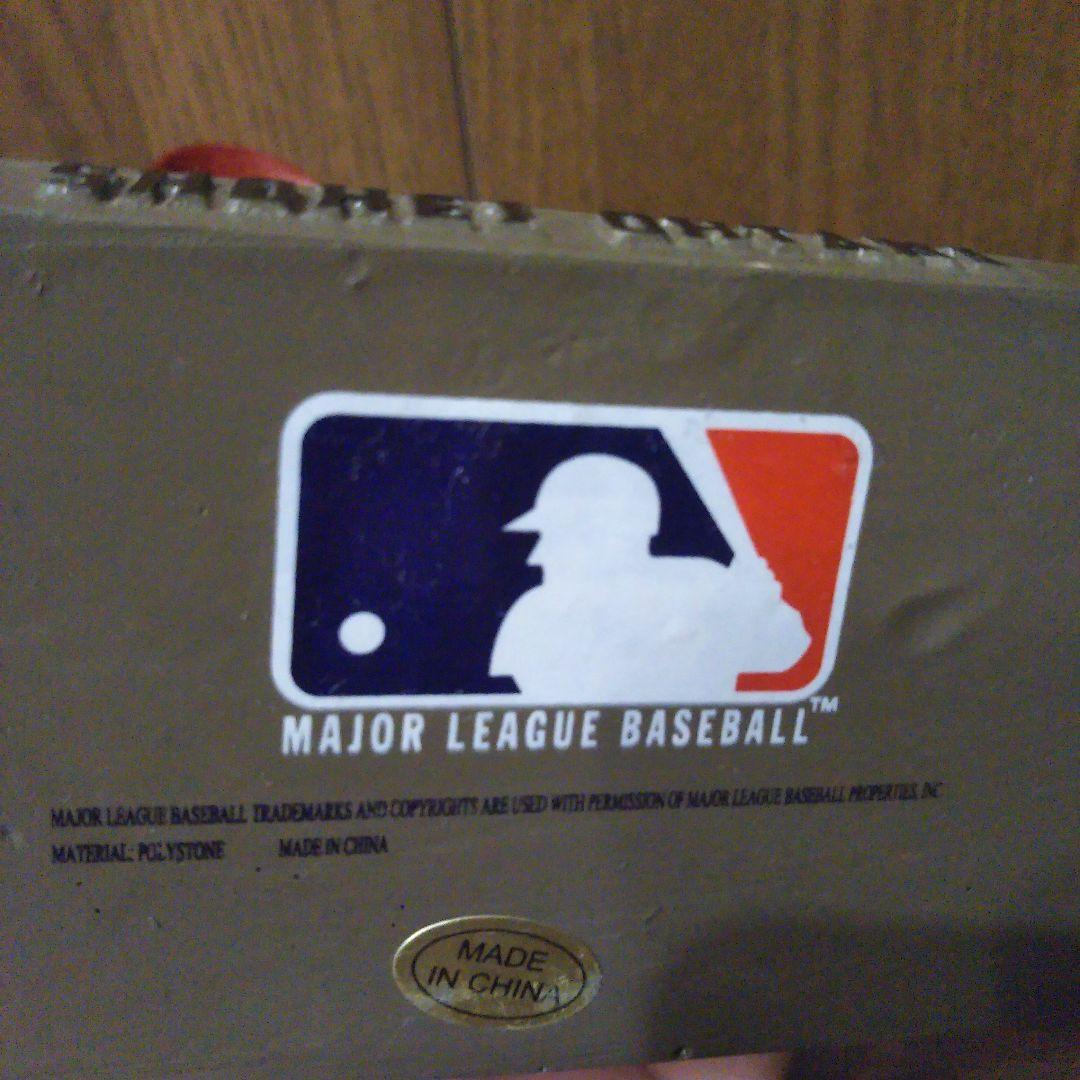 MAJOR LEAGUE BASEBALL™
MAJOR LEAGUE BASEBALL TRADEMARKS AND COPYRIGHTS ARE USED WITH PERMISSION OF MAJOR LEAGUE BASEBALL PROPERTIES, INC
MATERIAL: POLYSTONE MADE IN CHINA
MADE
IN CHINA